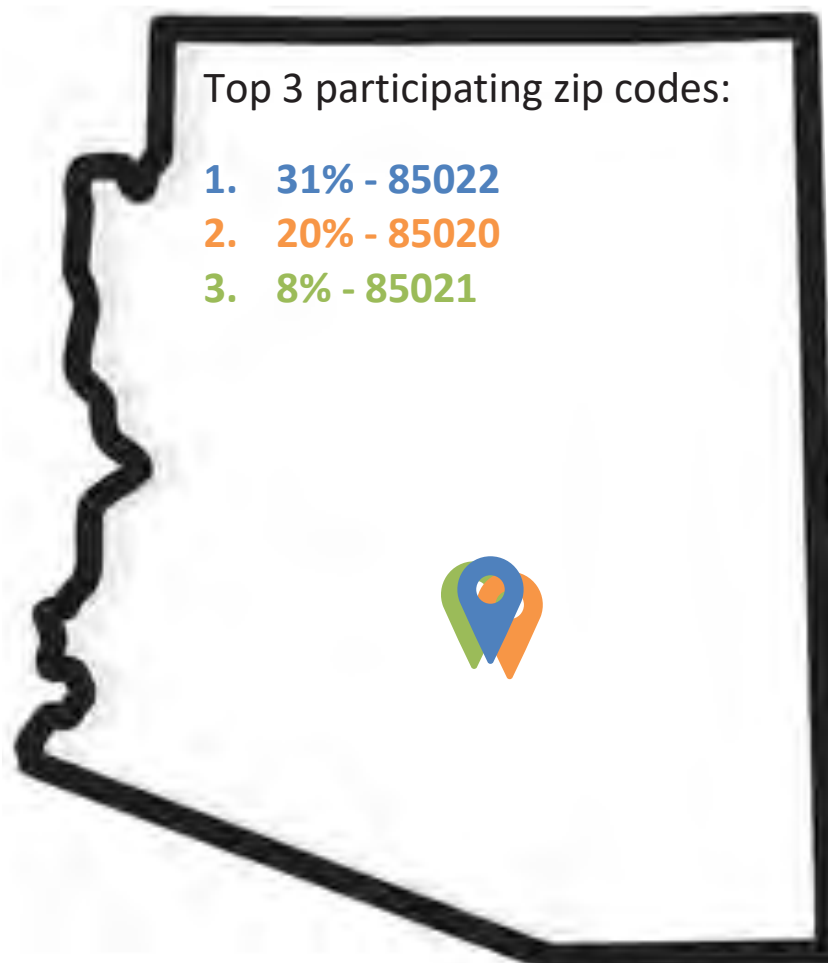 Top 3 participating zip codes:
1. 31% - 85022
2. 20% - 85020
3. 8% - 85021